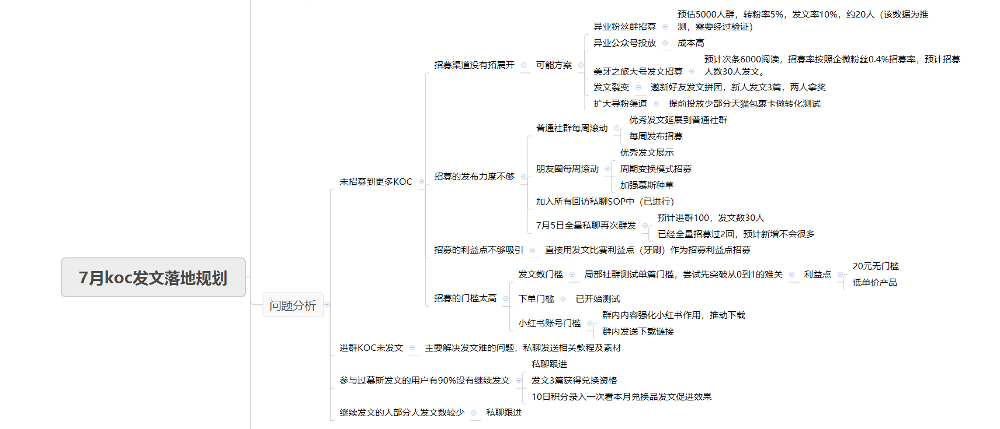 7月koc发文落地规划
问题分析
未招募到更多KOC
招募渠道没有拓展开
可能方案
异业粉丝群招募
预估5000人群，转粉率5%，发文率10%，约20人（该数据为推
测，需要经过验证）
异业公众号投放
成本高
美牙之旅大号发文招募
预计次条6000阅读，招募率按照企微粉丝0.4%招募率，预计招募
人数30人发文。
发文裂变
邀新好友发文拼团，新人发文3篇，两人拿奖
扩大导粉渠道
提前投放少部分天猫包裹卡做转化测试
招募的发布力度不够
普通社群每周滚动
优秀发文延展到普通社群
每周发布招募
朋友圈每周滚动
优秀发文展示
周期变换模式招募
加强慕斯种草
加入所有回访私聊SOP中（已进行）
7月5日全量私聊再次群发
预计进群100，发文数30人
已经全量招募过2回，预计新增不会很多
招募的利益点不够吸引
直接用发文比赛利益点（牙刷）作为招募利益点招募
招募的门槛太高
发文数门槛
局部社群测试单篇门槛，尝试先突破从0到1的难关
利益点
20元无门槛
低单价产品
下单门槛
已开始测试
小红书账号门槛
群内内容强化小红书作用，推动下载
群内发送下载链接
进群KOC未发文
主要解决发文难的问题，私聊发送相关教程及素材
参与过慕斯发文的用户有90%没有继续发文
私聊跟进
发文3篇获得兑换资格
10日积分录入一次看本月兑换品发文促进效果
继续发文的人部分人发文数较少
私聊跟进